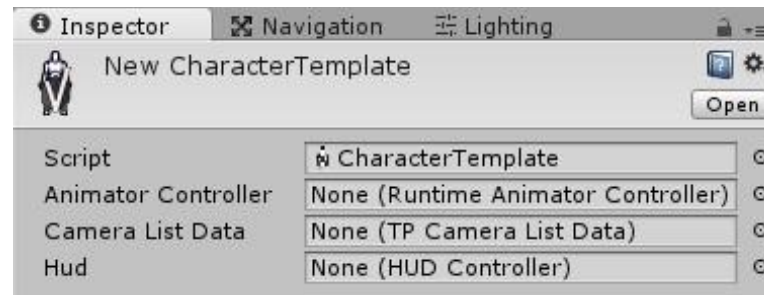 Inspector Navigation Lighting
New CharacterTemplate
Open
Script CharacterTemplate
Animator Controller None (Runtime Animator Controller)
Camera List Data None (TP Camera List Data)
Hud None (HUD Controller)